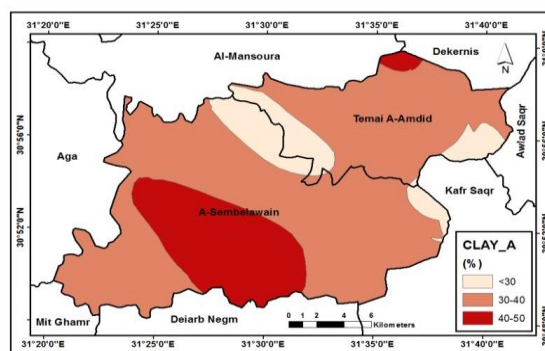 31°20'0"E 31°25'0"E 31°30'0"E 31°35'0"E 31°40'0"E
Al-Mansoura
Dekernis
N
Temai A-Amdid
30°56'0"N
Awlad Saqr
Aga
Kafr Saqr
A-Sembelawain
30°52'0"N
CLAY_A
(%)
<30
30-40
40-50
Mit Ghamr
Deiarb Negm
0 1 2 4 6
Kilometers
31°20'0"E 31°25'0"E 31°30'0"E 31°35'0"E 31°40'0"E